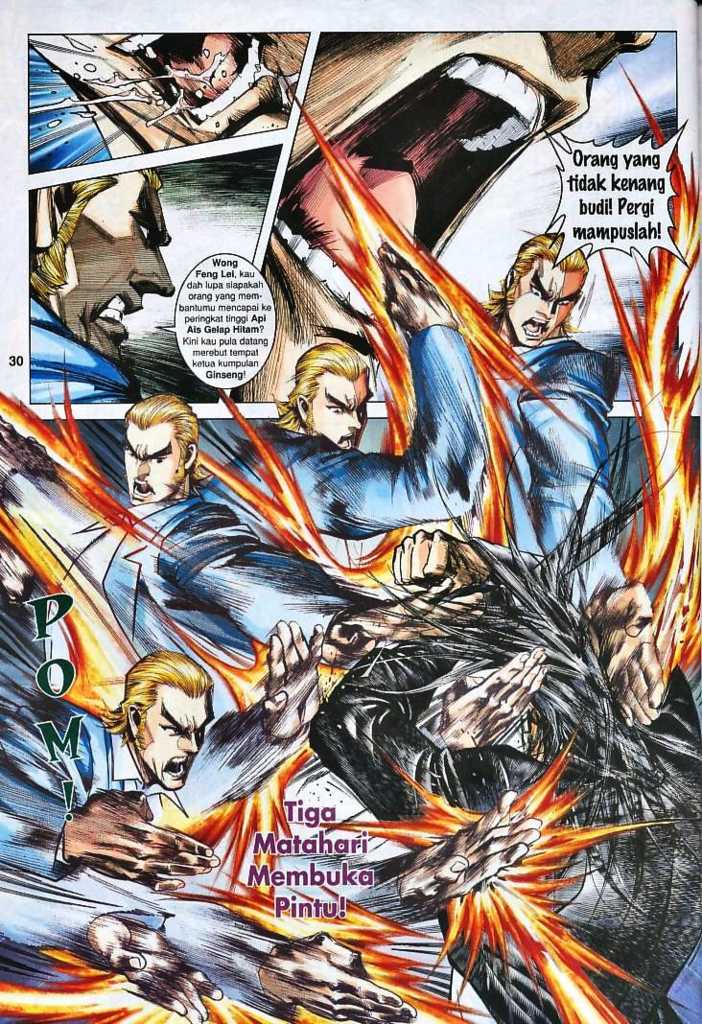 Orang yang
tidak kenang
budi! Pergi
mampuslah!
Wong
Feng Lei, kau
dah lupa siapakah
orang yang mem-
bantumu mencapai ke
peringkat tinggi Api
Ais Gelap Hitam?
Kini kau pula datang
merebut tempat
ketua kumpulan
Ginseng!
30
POM!
Tiga
Matahari
Membuka
Pintu!